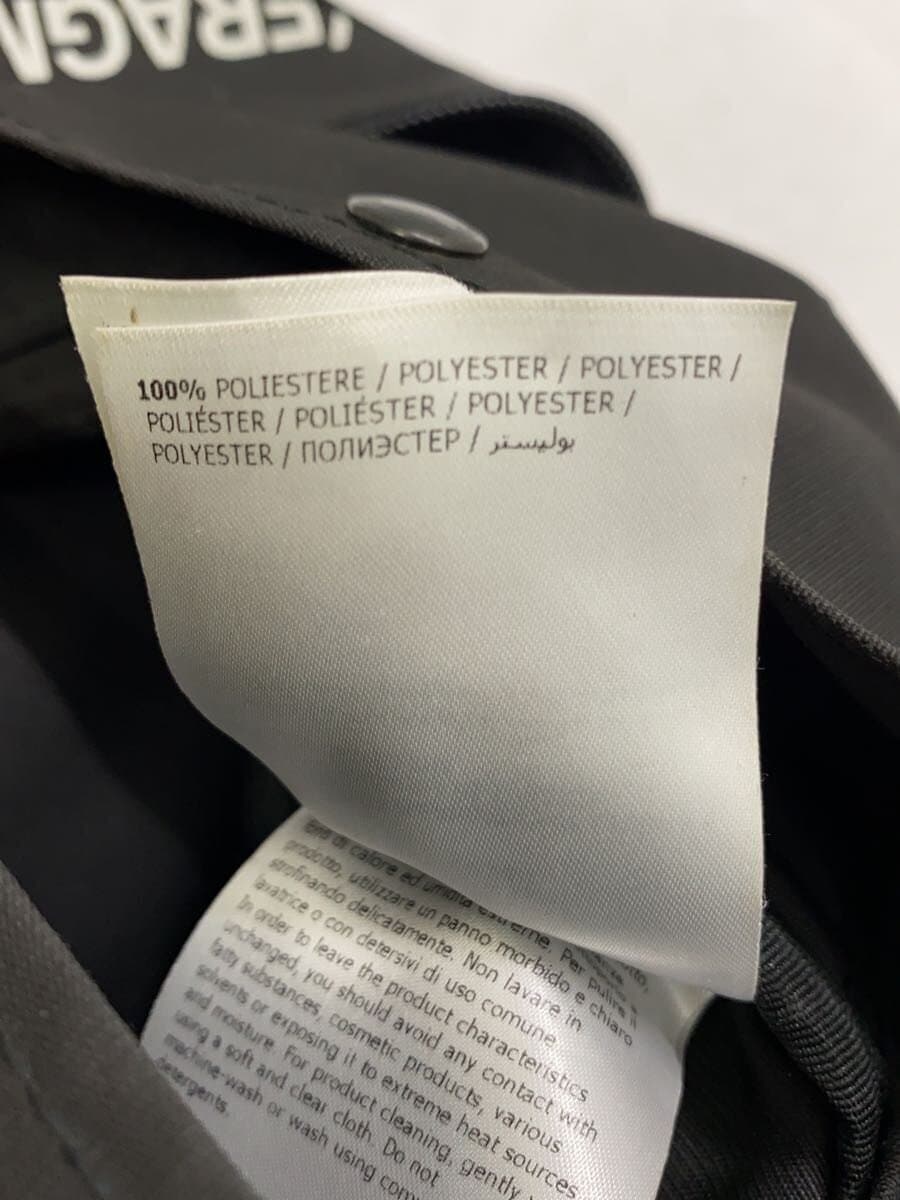 VERAGN
100% POLIESTERE / POLYESTER / POLYESTER /
POLIÉSTER / POLIÉSTER / POLYESTER /
POLYESTER / ПОЛИЭСТЕР / بوليستر
di calore ed umidità estreme. Per pulire il
prodotto, utilizzare un panno morbido e chiaro
strofinando delicatamente. Non lavare in
lavatrice o con detersivi di uso comune
In order to leave the product characteristics
unchanged, you should avoid any contact with
fatty substances, cosmetic products, various
solvents or exposing it to extreme heat sources
and moisture. For product cleaning, gently
using a soft and clear cloth. Do not
machine-wash or wash using com
detergents.